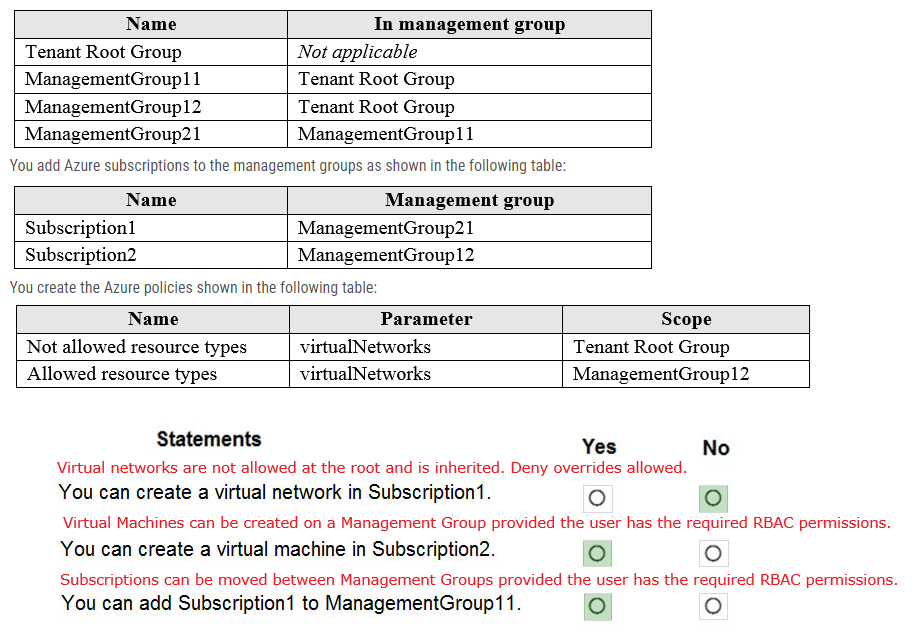 Name In management group
Tenant Root Group Not applicable
ManagementGroup11 Tenant Root Group
ManagementGroup12 Tenant Root Group
ManagementGroup21 ManagementGroup11
You add Azure subscriptions to the management groups as shown in the following table:
Name Management group
Subscription1 ManagementGroup21
Subscription2 ManagementGroup12
You create the Azure policies shown in the following table:
Name Parameter Scope
Not allowed resource types virtualNetworks Tenant Root Group
Allowed resource types virtualNetworks ManagementGroup12
Statements Yes No
Virtual networks are not allowed at the root and is inherited. Deny overrides allowed.
You can create a virtual network in Subscription1.
Virtual Machines can be created on a Management Group provided the user has the required RBAC permissions.
You can create a virtual machine in Subscription2.
Subscriptions can be moved between Management Groups provided the user has the required RBAC permissions.
You can add Subscription1 to ManagementGroup11.